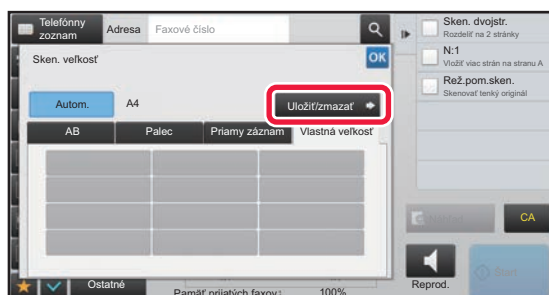 Telefónny
zoznam
Adresa
Faxové číslo
Sken. dvojstr.
Rozdeliť na 2 stránky
N:1
Vložiť viac strán na stranu A
Rež.pom.sken.
Skenovať tenký originál
Sken. veľkosť
OK
Autom.
A4
Uložiť/zmazať
AB
Palec
Priamy záznam
Vlastná veľkosť
CA
Reprod.
Start
Ostatné
Pamäť prijatých faxov:
100%